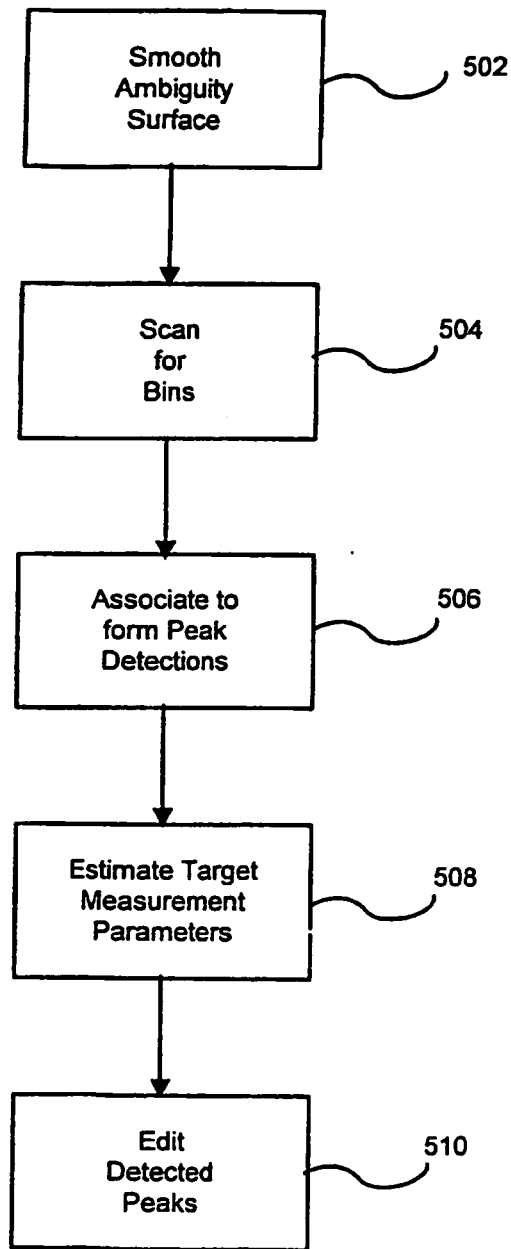 Smooth
Ambiguity
Surface
502
Scan
for
Bins
504
Associate to
form Peak
Detections
506
Estimate Target
Measurement
Parameters
508
Edit
Detected
Peaks
510